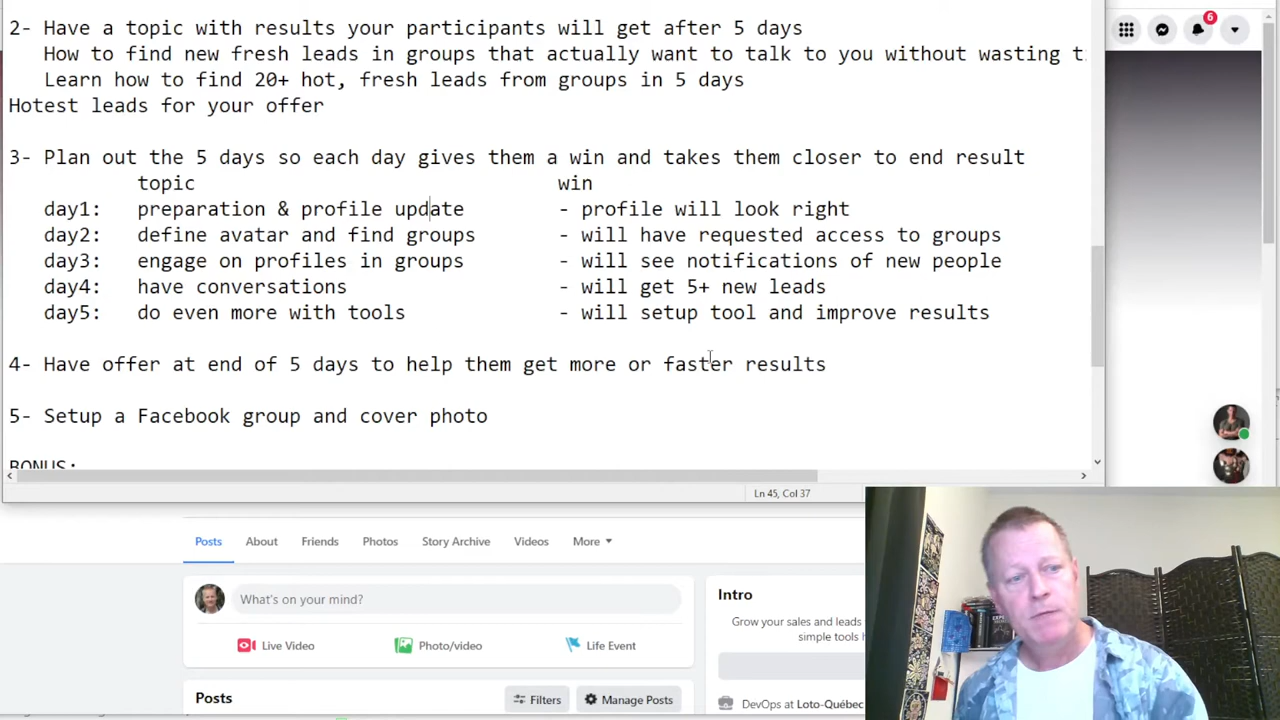 2- Have a topic with results your participants will get after 5 days
How to find new fresh leads in groups that actually want to talk to you without wasting
Learn how to find 20+ hot, fresh leads from groups in 5 days
Hotest leads for your offer
3- Plan out the 5 days so each day gives them a win and takes them closer to end result
topic win
day1: preparation & profile update - profile will look right
day2: define avatar and find groups - will have requested access to groups
day3: engage on profiles in groups - will see notifications of new people
day4: have conversations - will get 5+ new leads
day5: do even more with tools - will setup tool and improve results
4- Have offer at end of 5 days to help them get more or faster results
5- Setup a Facebook group and cover photo
BONUS:
Ln 45, Col 37
6
Posts About Friends Photos Story Archive Videos More
What's on your mind?
Live Video Photo/video Life Event
Posts Filters Manage Posts
Intro
Grow your sales and leads
simple tools
DevOps at Loto-Québec